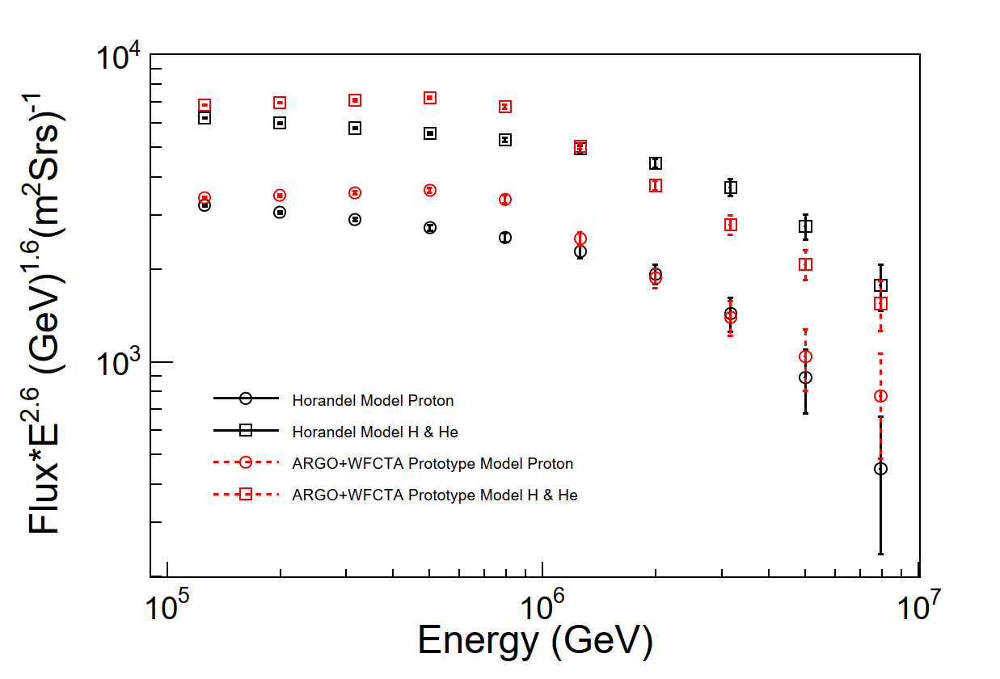 10^4
10^3
Flux*E^2.6 (GeV)^1.6(m^2Srs)^-1
Horandel Model Proton
Horandel Model H & He
ARGO+WFCTA Prototype Model Proton
ARGO+WFCTA Prototype Model H & He
10^5 10^6 10^7
Energy (GeV)